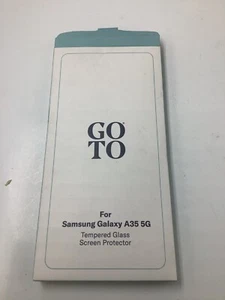 GO
TO
For
Samsung Galaxy A35 5G
Tempered Glass
Screen Protector